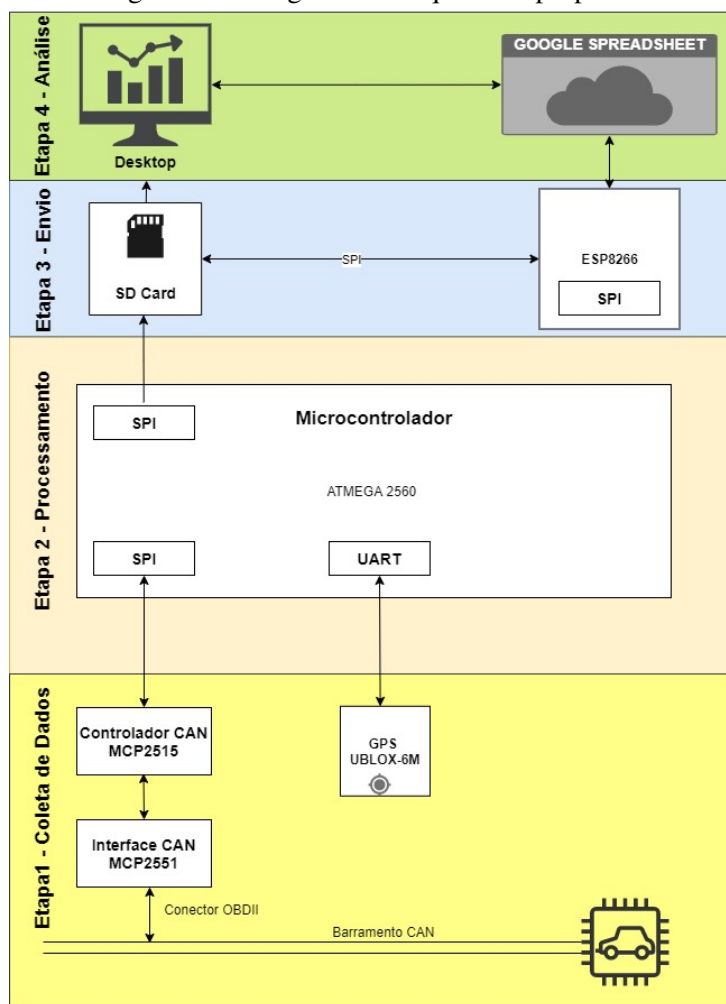 Etapa 4 - Análise
GOOGLE SPREADSHEET
Desktop
Etapa 3 - Envio
SD Card
SPI
ESP8266
SPI
Etapa 2 - Processamento
SPI
Microcontrolador
ATMEGA 2560
SPI
UART
Etapa1 - Coleta de Dados
Controlador CAN
MCP2515
GPS
UBLOX-6M
Interface CAN
MCP2551
Conector OBDII
Barramento CAN